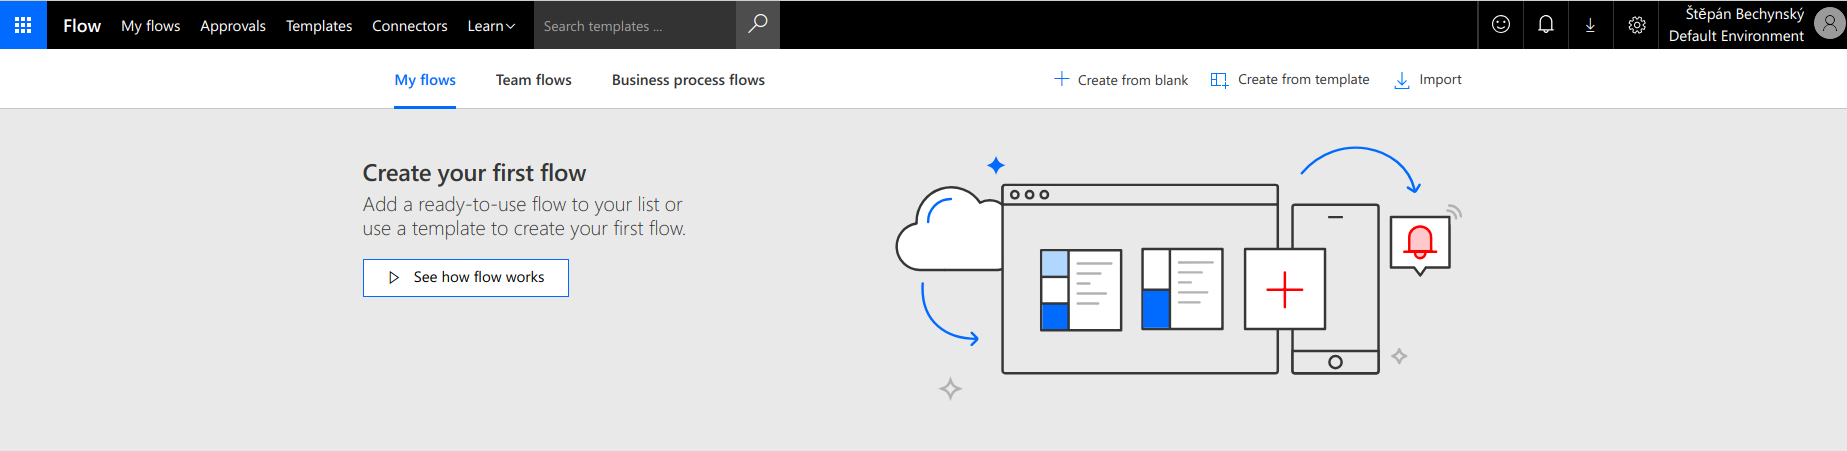 Flow My flows Approvals Templates Connectors Learn Search templates ...
Štěpán Bechynský
Default Environment
My flows Team flows Business process flows Create from blank Create from template Import
Create your first flow
Add a ready-to-use flow to your list or
use a template to create your first flow.
See how flow works